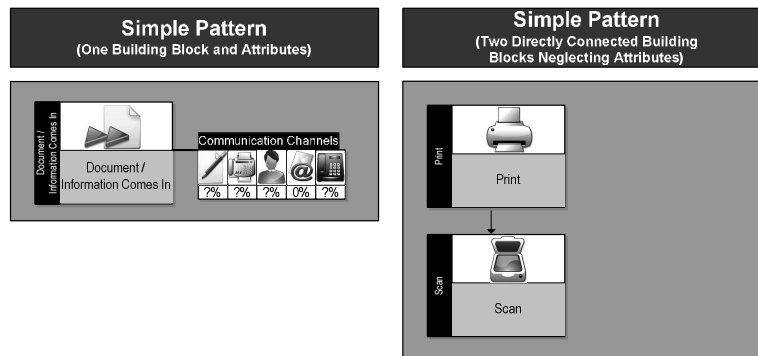 Simple Pattern
(One Building Block and Attributes)
Document /
Information Comes In
Document /
Information Comes In
Communication Channels
?% ?% ?% 0% ?%
Simple Pattern
(Two Directly Connected Building
Blocks Neglecting Attributes)
Print
Print
Scan
Scan